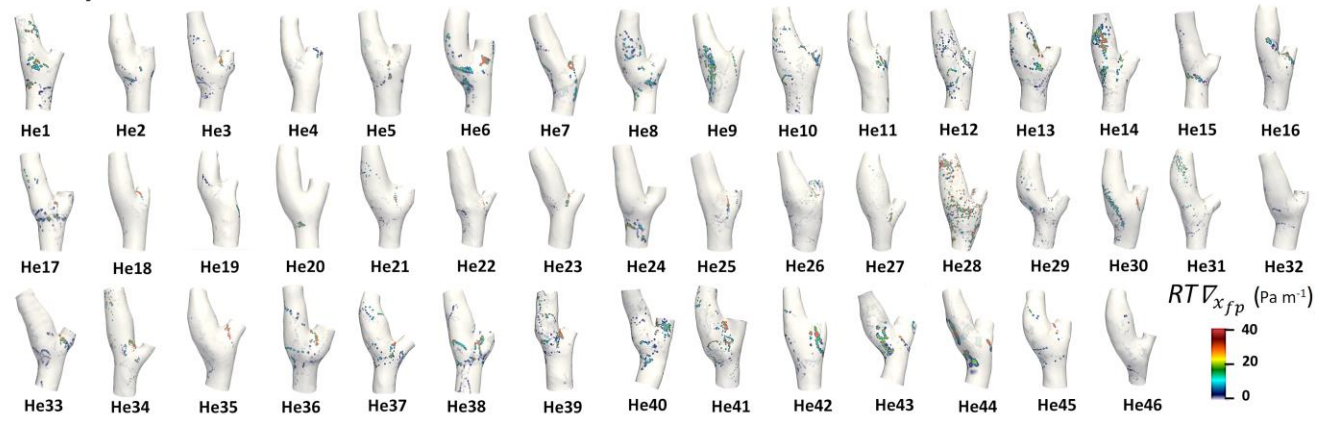 He1 He2 He3 He4 He5 He6 He7 He8 He9 He10 He11 He12 He13 He14 He15 He16
He17 He18 He19 He20 He21 He22 He23 He24 He25 He26 He27 He28 He29 He30 He31 He32
RT∇x_fp (Pa m⁻¹)
40
20
0
He33 He34 He35 He36 He37 He38 He39 He40 He41 He42 He43 He44 He45 He46